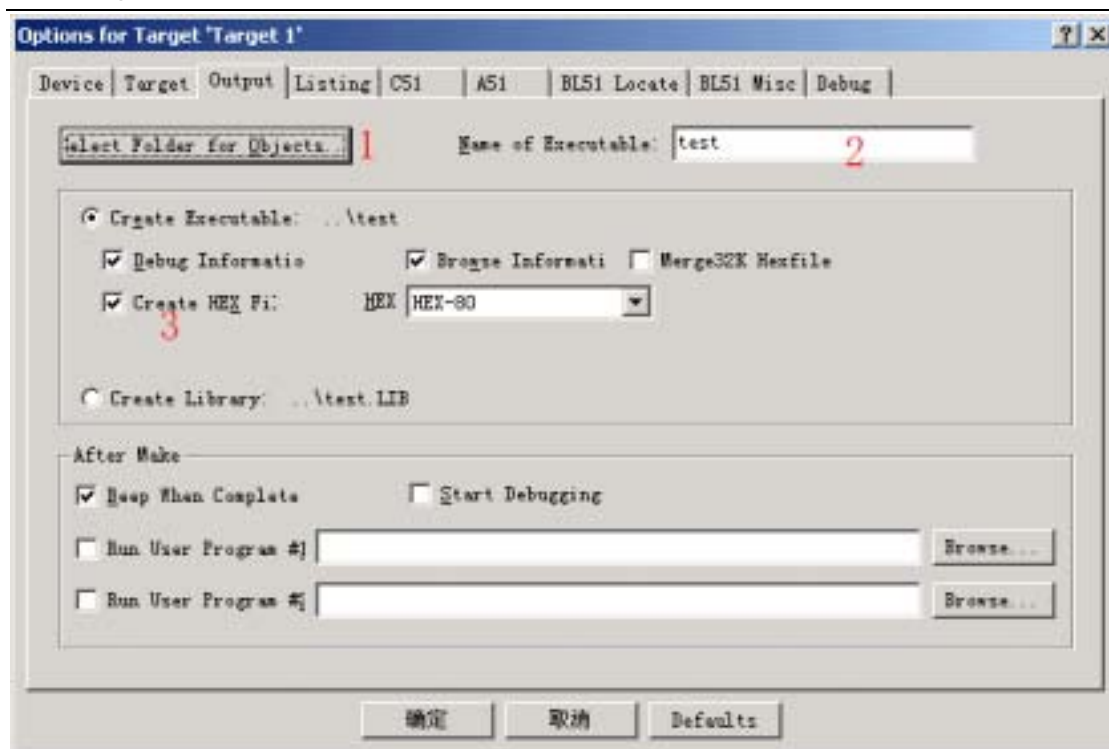 Options for Target 'Target 1'
Device Target Output Listing C51 A51 BL51 Locate BL51 Misc Debug
elect Folder for Objects.. 1 Name of Executable: test 2
Create Executable: ..\test
Debug Informatio Browse Informati Merge32K Hexfile
Create HEX Fi: HEX HEX-80
3
Create Library: ..\test.LIB
After Make
Beep When Complete Start Debugging
Run User Program #1 Browse...
Run User Program # Browse...
确定 取消 Defaults